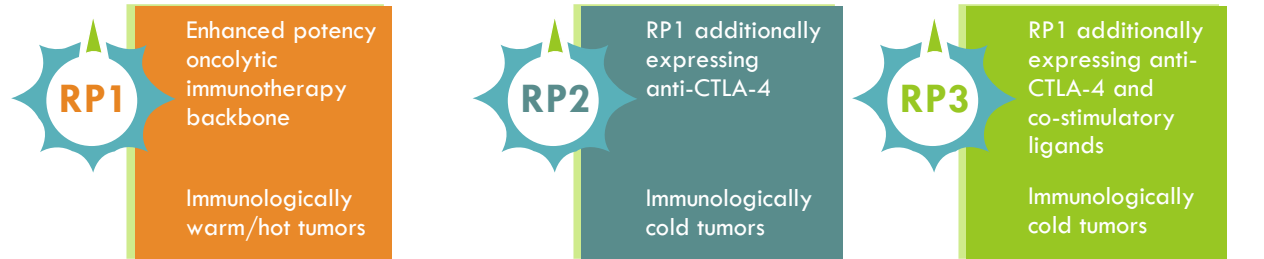 RP1
Enhanced potency
oncolytic
immunotherapy
backbone
Immunologically
warm/hot tumors
RP2
RP1 additionally
expressing
anti-CTLA-4
Immunologically
cold tumors
RP3
RP1 additionally
expressing anti-
CTLA-4 and
co-stimulatory
ligands
Immunologically
cold tumors